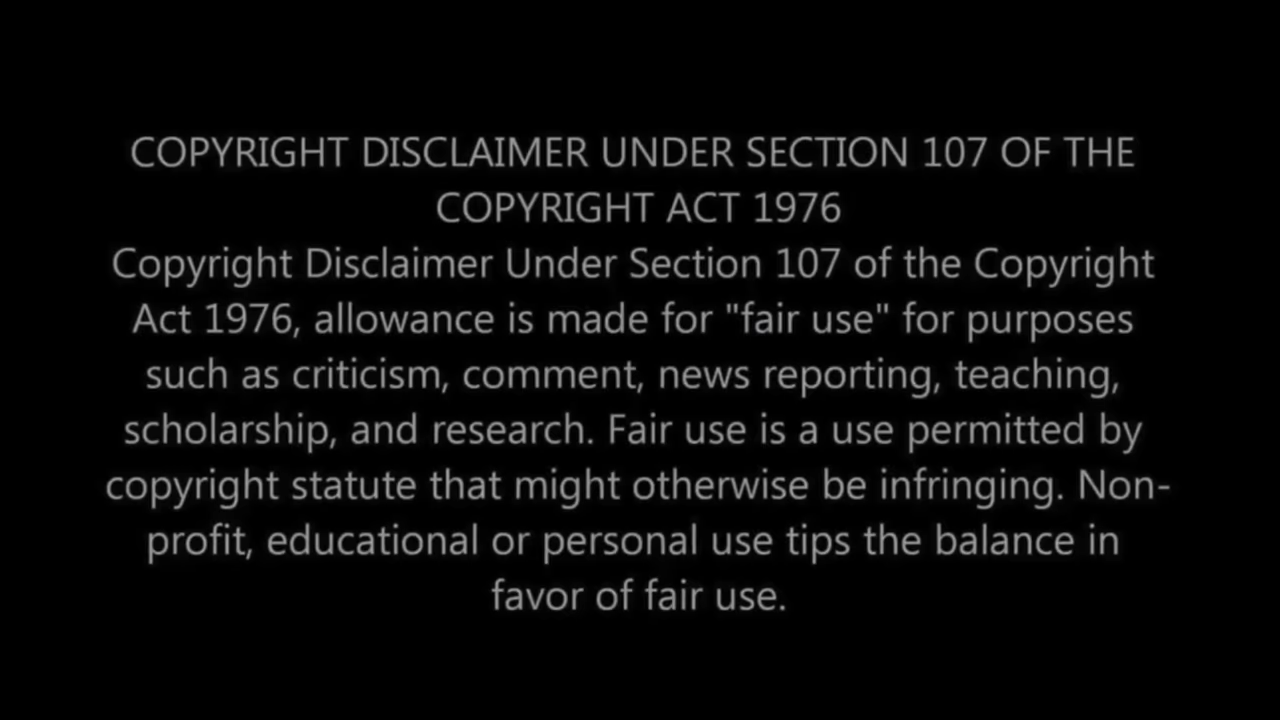 COPYRIGHT DISCLAIMER UNDER SECTION 107 OF THE
COPYRIGHT ACT 1976
Copyright Disclaimer Under Section 107 of the Copyright
Act 1976, allowance is made for "fair use" for purposes
such as criticism, comment, news reporting, teaching,
scholarship, and research. Fair use is a use permitted by
copyright statute that might otherwise be infringing. Non-
profit, educational or personal use tips the balance in
favor of fair use.